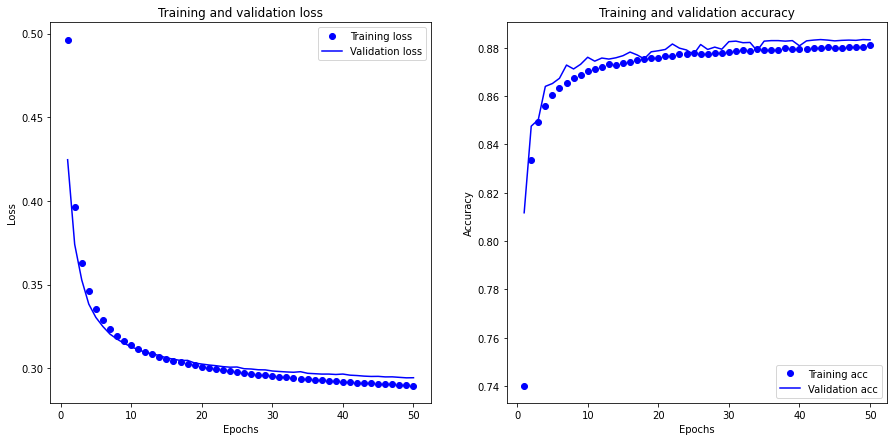 Training and validation loss
0.50
0.45
0.40
0.35
0.30
Loss
0 10 20 30 40 50
Epochs
Training loss
Validation loss
Training and validation accuracy
0.88
0.86
0.84
0.82
0.80
0.78
0.76
0.74
Accuracy
0 10 20 30 40 50
Epochs
Training acc
Validation acc